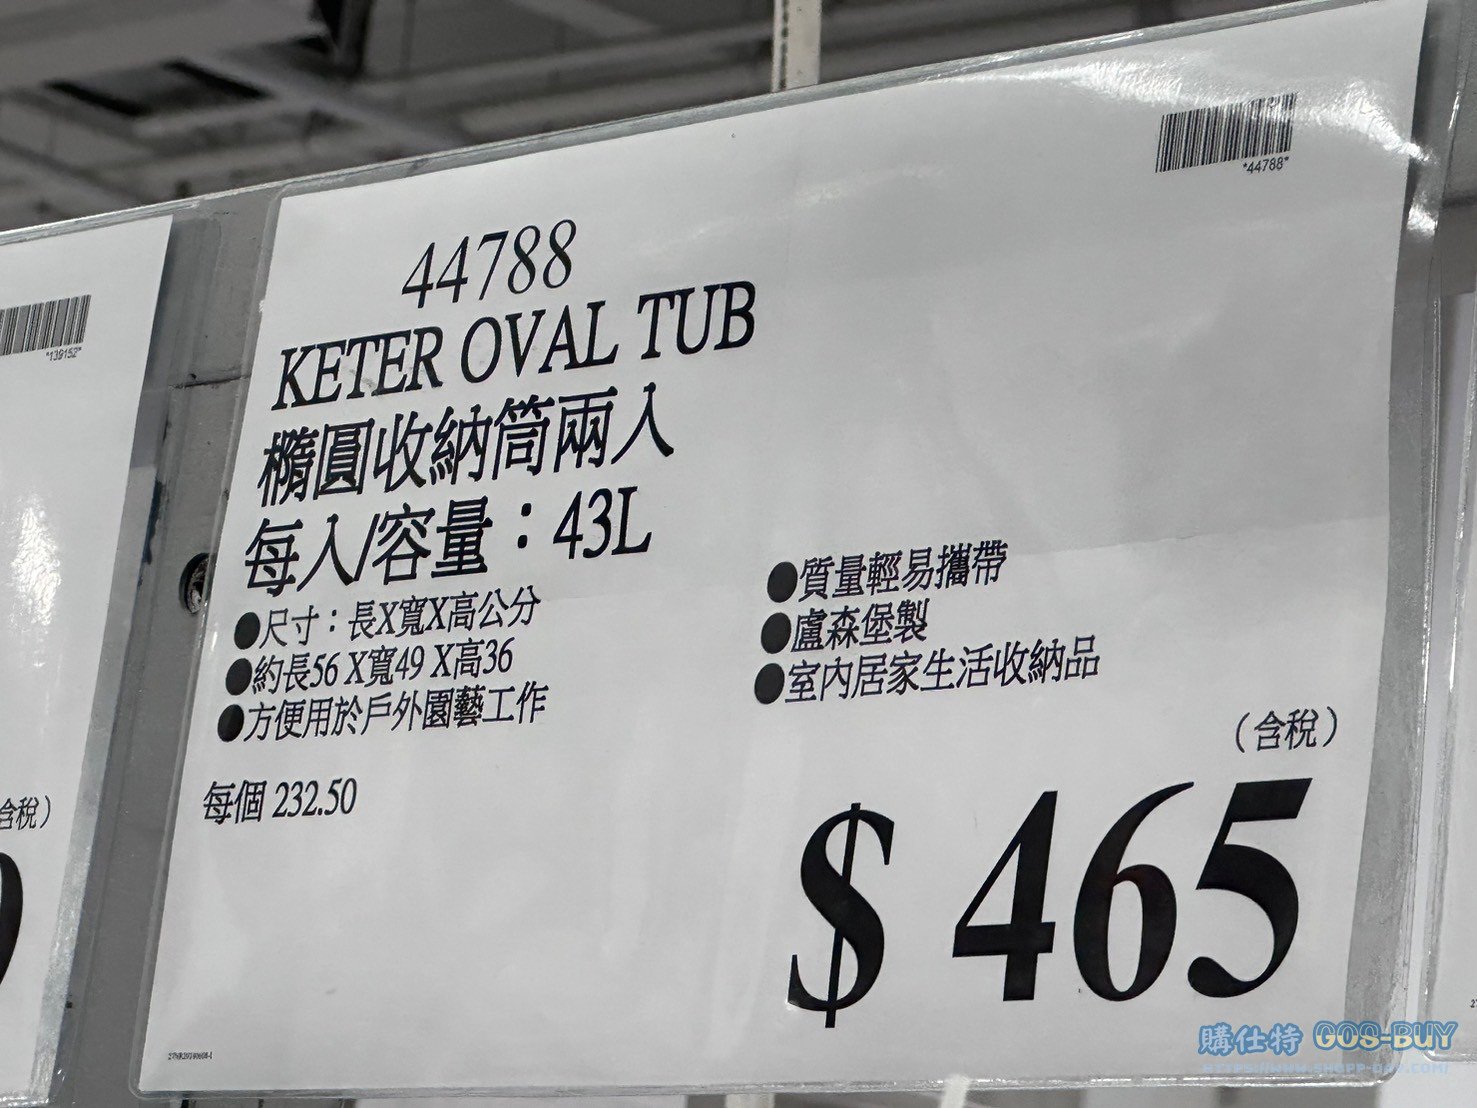 *44788*
*139152*
44788
KETER OVAL TUB
橢圓收納筒兩入
每入/容量：43L
●尺寸：長X寬X高公分
●約長56 X寬49 X高36
●方便用於戶外園藝工作
每個 232.50
●質量輕易攜帶
●盧森堡製
●室內居家生活收納品
（含稅）
$ 465
含稅）
購仕特 GOS-BUY